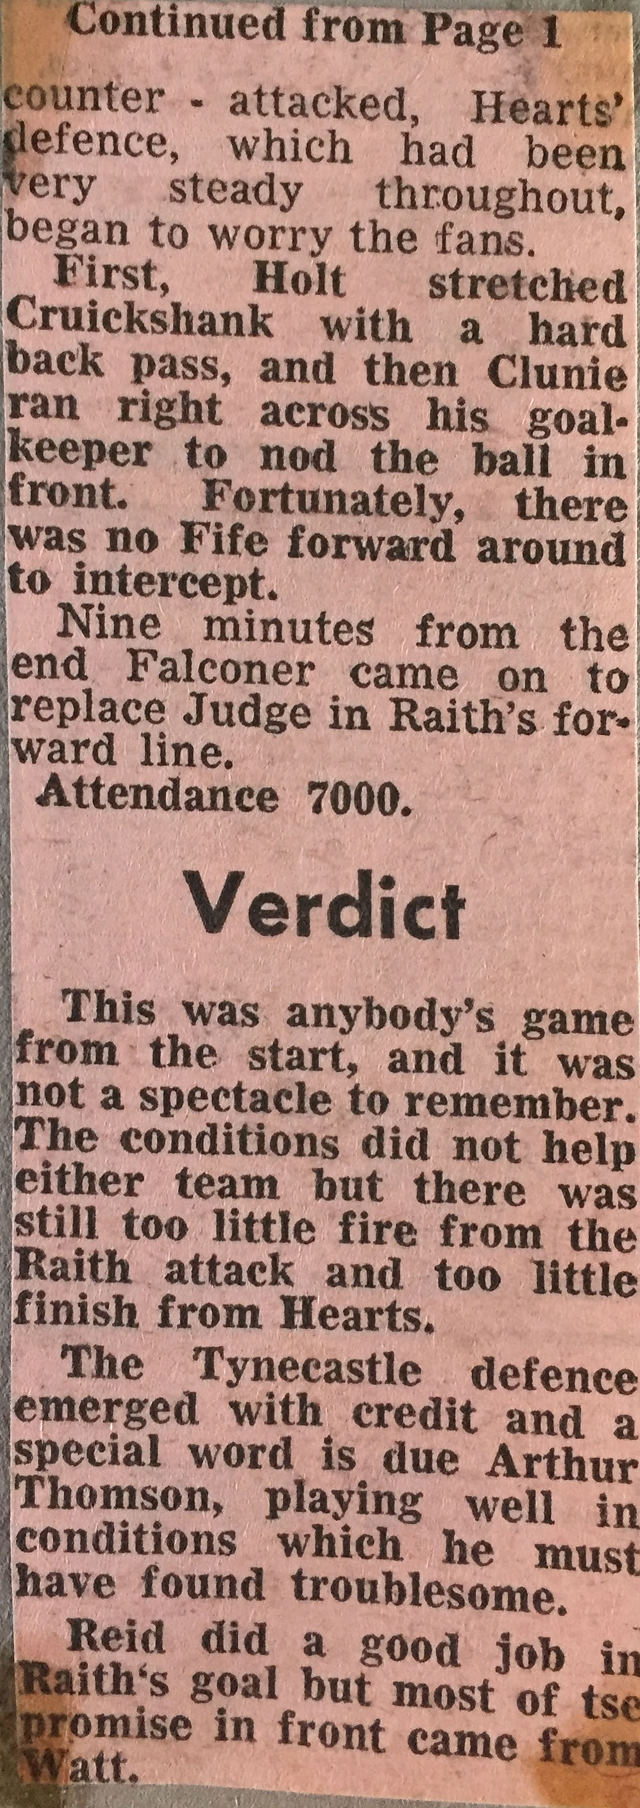 Continued from Page 1
counter - attacked, Hearts'
defence, which had been
very steady throughout,
began to worry the fans.
First, Holt stretched
Cruickshank with a hard
back pass, and then Clunie
ran right across his goal-
keeper to nod the ball in
front. Fortunately, there
was no Fife forward around
to intercept.
Nine minutes from the
end Falconer came on to
replace Judge in Raith's for-
ward line.
Attendance 7000.
Verdict
This was anybody's game
from the start, and it was
not a spectacle to remember.
The conditions did not help
either team but there was
still too little fire from the
Raith attack and too little
finish from Hearts.
The Tynecastle defence
emerged with credit and a
special word is due Arthur
Thomson, playing well in
conditions which he must
have found troublesome.
Reid did a good job in
Raith‘s goal but most of tse
promise in front came from
Watt.